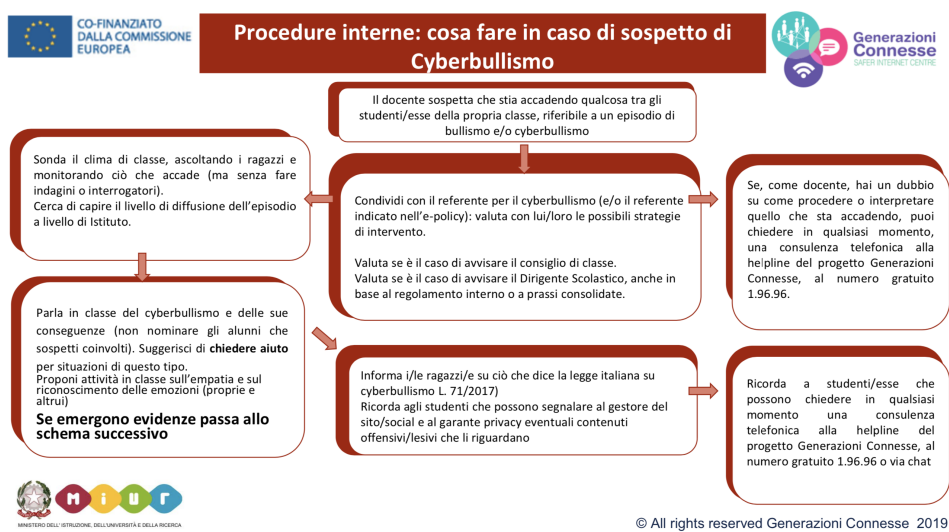 CO-FINANZIATO
DALLA COMMISSIONE
EUROPEA
Procedure interne: cosa fare in caso di sospetto di
Cyberbullismo
Generazioni
Connesse
SAFER INTERNET CENTRE
Il docente sospetta che stia accadendo qualcosa tra gli
studenti/esse della propria classe, riferibile a un episodio di
bullismo e/o cyberbullismo
Sonda il clima di classe, ascoltando i ragazzi e
monitorando ciò che accade (ma senza fare
indagini o interrogatori).
Cerca di capire il livello di diffusione dell'episodio
a livello di Istituto.
Condividi con il referente per il cyberbullismo (e/o il referente
indicato nell'e-policy): valuta con lui/loro le possibili strategie
di intervento.
Valuta se è il caso di avvisare il consiglio di classe.
Valuta se è il caso di avvisare il Dirigente Scolastico, anche in
base al regolamento interno o a prassi consolidate.
Se, come docente, hai un dubbio
su come procedere o interpretare
quello che sta accadendo, puoi
chiedere in qualsiasi momento,
una consulenza telefonica alla
helpline del progetto Generazioni
Connesse, al numero gratuito
1.96.96.
Parla in classe del cyberbullismo e delle sue
conseguenze (non nominare gli alunni che
sospetti coinvolti). Suggerisci di chiedere aiuto
per situazioni di questo tipo.
Proponi attività in classe sull'empatia e sul
riconoscimento delle emozioni (proprie e
altrui)
Se emergono evidenze passa allo
schema successivo
Informa i/le ragazzi/e su ciò che dice la legge italiana su
cyberbullismo L. 71/2017)
Ricorda agli studenti che possono segnalare al gestore del
sito/social e al garante privacy eventuali contenuti
offensivi/lesivi che li riguardano
Ricorda a studenti/esse che
possono chiedere in qualsiasi
momento una consulenza
telefonica alla helpline del
progetto Generazioni Connesse, al
numero gratuito 1.96.96 o via chat
miur
MINISTERO DELL' ISTRUZIONE, DELL'UNIVERSITÀ E DELLA RICERCA
© All rights reserved Generazioni Connesse 2019